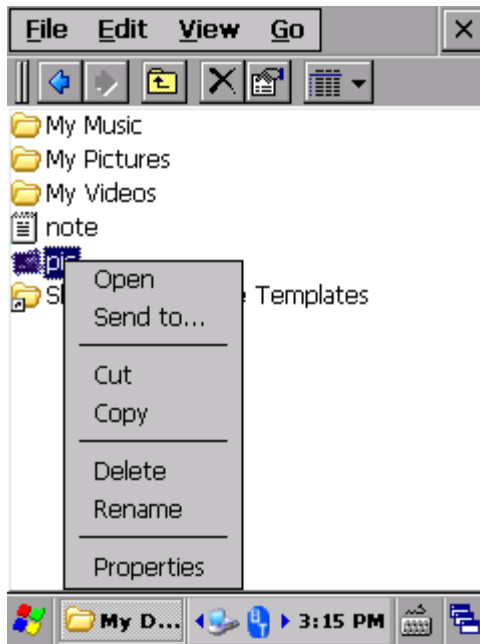 File Edit View Go
My Music
My Pictures
My Videos
note
Open
Templates
Send to...
Cut
Copy
Delete
Rename
Properties
My D... 3:15 PM